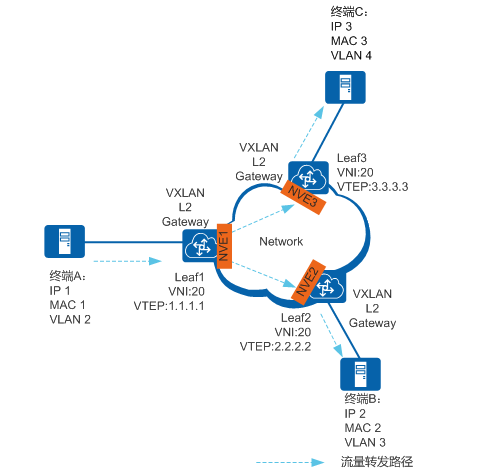 终端C：
IP 3
MAC 3
VLAN 4
VXLAN
L2
Gateway
Leaf3
VNI:20
VTEP:3.3.3.3
NVE3
VXLAN
L2
Gateway
NVE1
Network
终端A：
IP 1
MAC 1
VLAN 2
Leaf1
VNI:20
VTEP:1.1.1.1
NVE2
VXLAN
L2
Gateway
Leaf2
VNI:20
VTEP:2.2.2.2
终端B：
IP 2
MAC 2
VLAN 3
流量转发路径